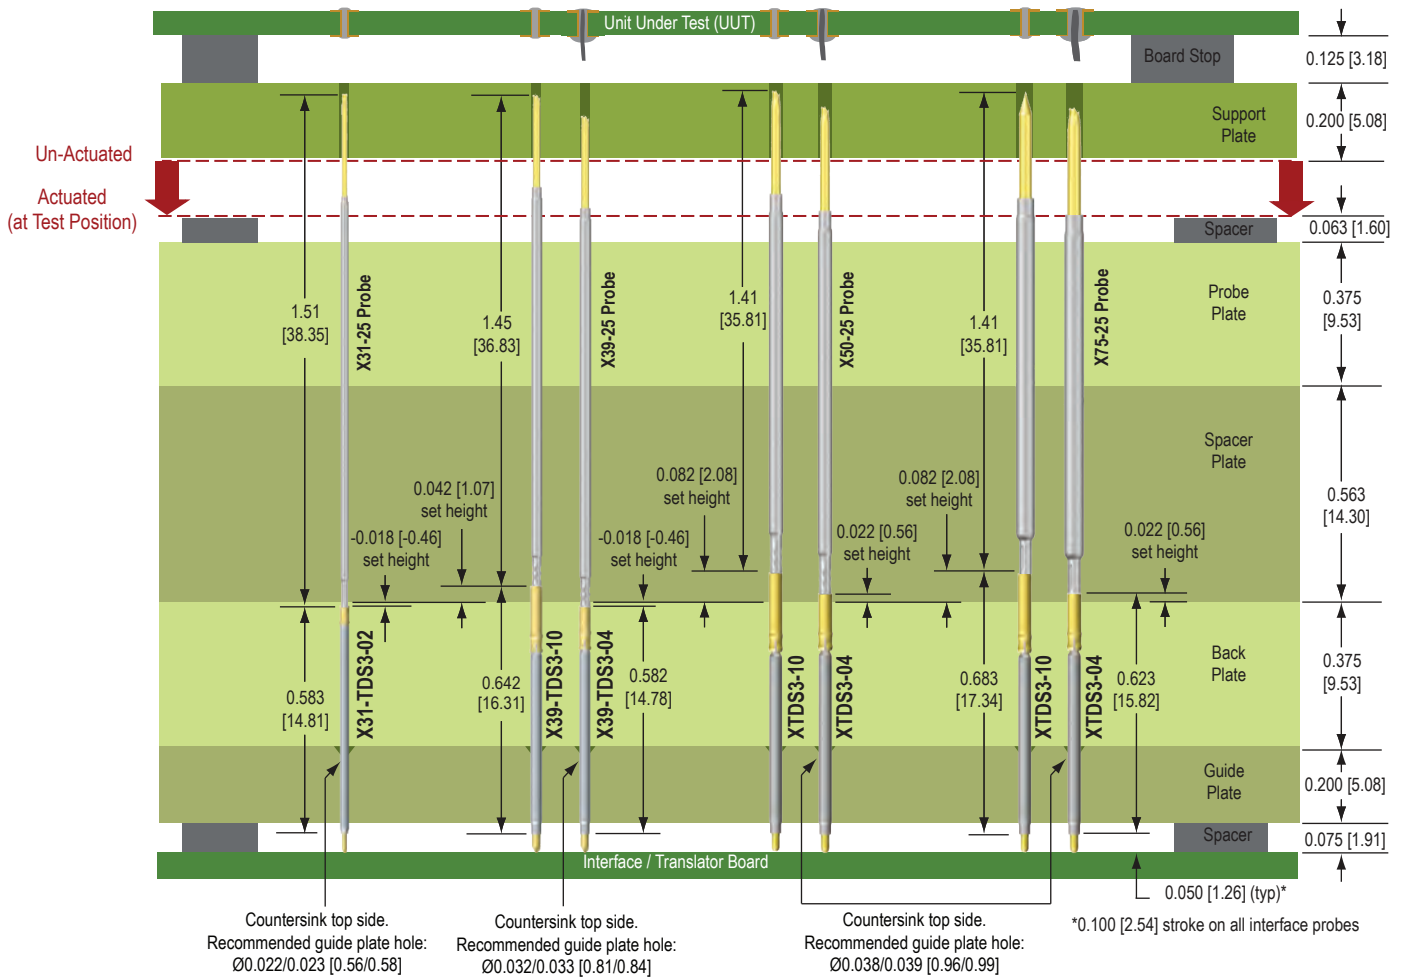 Unit Under Test (UUT)
Board Stop
0.125 [3.18]
Support
Plate
0.200 [5.08]
Un-Actuated
Actuated
(at Test Position)
Spacer
0.063 [1.60]
1.51
[38.35]
X31-25 Probe
1.45
[36.83]
X39-25 Probe
1.41
[35.81]
X50-25 Probe
1.41
[35.81]
X75-25 Probe
Probe
Plate
0.375
[9.53]
Spacer
Plate
0.563
[14.30]
-0.018 [-0.46]
set height
0.042 [1.07]
set height
-0.018 [-0.46]
set height
0.082 [2.08]
set height
0.022 [0.56]
set height
0.082 [2.08]
set height
0.022 [0.56]
set height
0.583
[14.81]
X31-TDS3-02
0.642
[16.31]
X39-TDS3-10
X39-TDS3-04
0.582
[14.78]
XTDS3-10
XTDS3-04
0.683
[17.34]
XTDS3-10
XTDS3-04
0.623
[15.82]
Back
Plate
0.375
[9.53]
Guide
Plate
0.200 [5.08]
Spacer
0.075 [1.91]
Interface / Translator Board
0.050 [1.26] (typ)*
*0.100 [2.54] stroke on all interface probes
Countersink top side.
Recommended guide plate hole:
Ø0.022/0.023 [0.56/0.58]
Countersink top side.
Recommended guide plate hole:
Ø0.032/0.033 [0.81/0.84]
Countersink top side.
Recommended guide plate hole:
Ø0.038/0.039 [0.96/0.99]